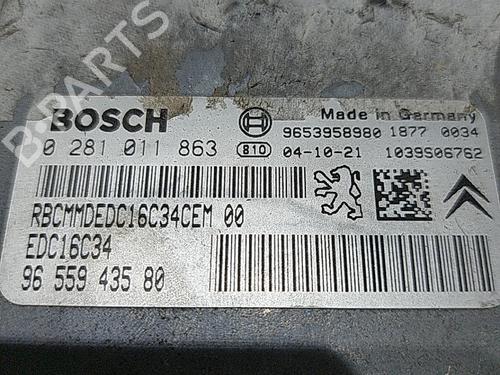 B-PARTS
BOSCH
Made in Germany
9653958980 1877 0034
0 281 011 863 810 04-10-21 1039S06762
RBCMMDEDC16C34CEM 00
EDC16C34
96 559 435 80